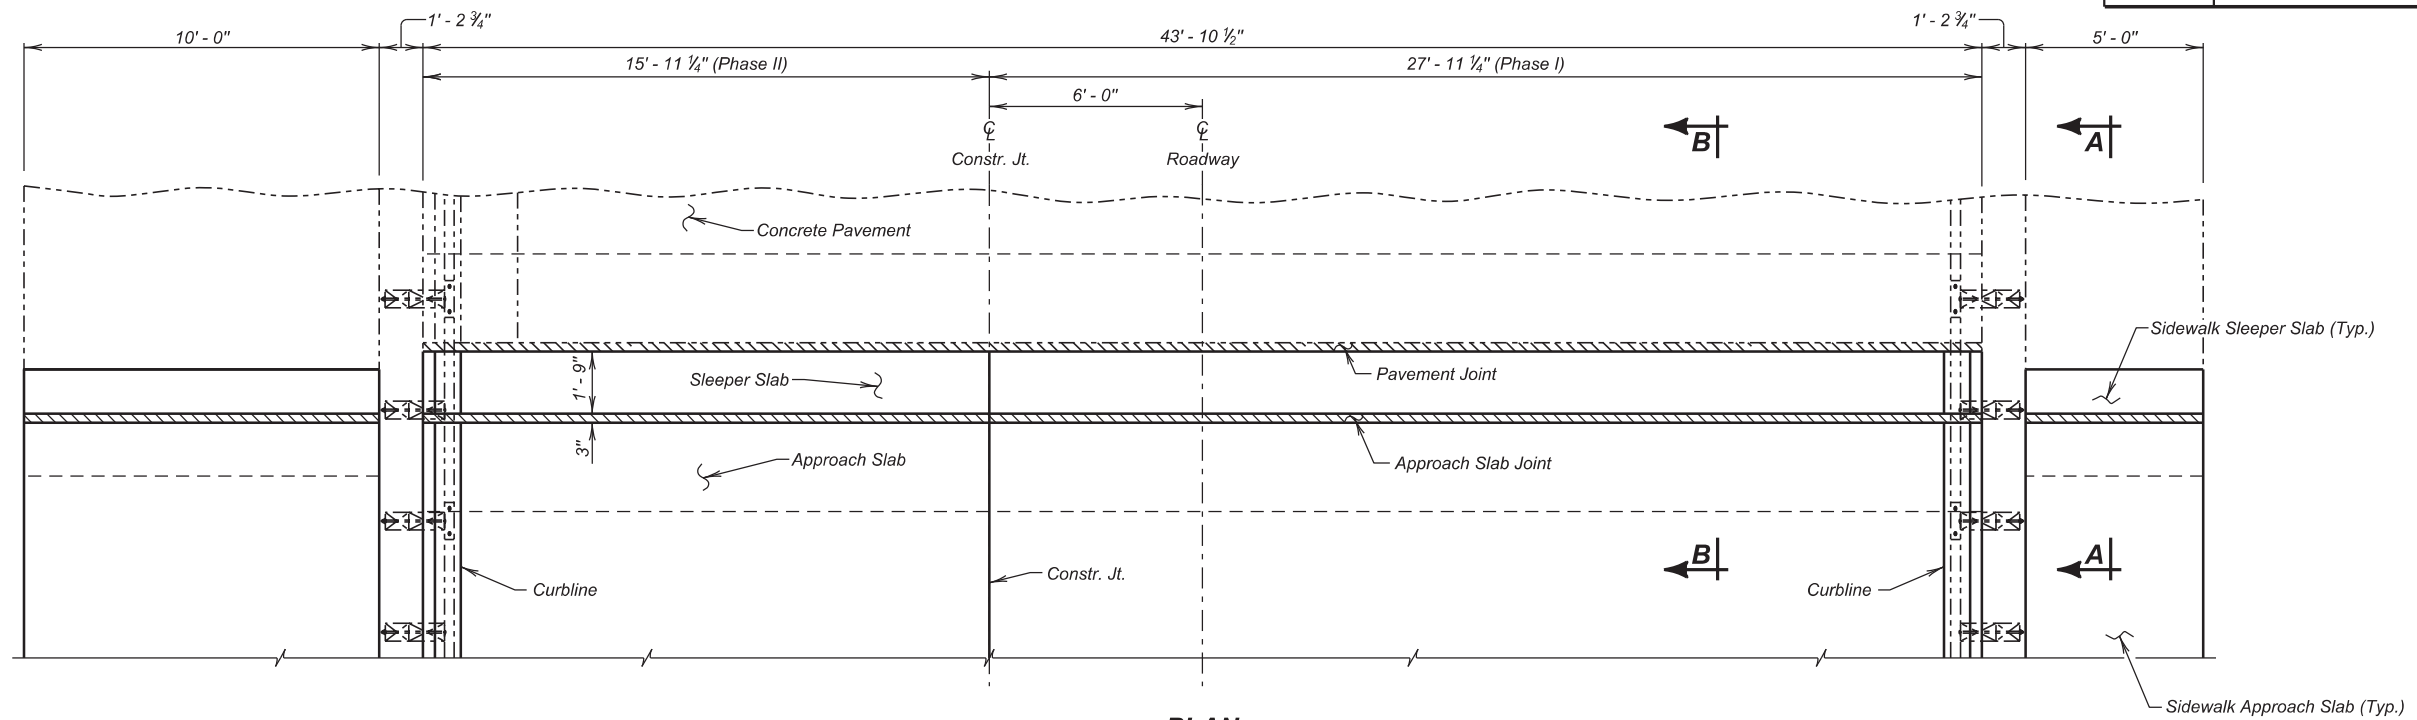 1' - 2 ¾" 1' - 2 ¾"
10' - 0" 43' - 10 ½" 5' - 0"
15' - 11 ¼" (Phase II) 27' - 11 ¼" (Phase I)
6' - 0"
℄ ℄
B A
Constr. Jt. Roadway
Concrete Pavement
Sidewalk Sleeper Slab (Typ.)
Sleeper Slab 1' - 9" Pavement Joint
3" Approach Slab Approach Slab Joint
B A
Curbline Constr. Jt. Curbline
Sidewalk Approach Slab (Typ.)
PLAN